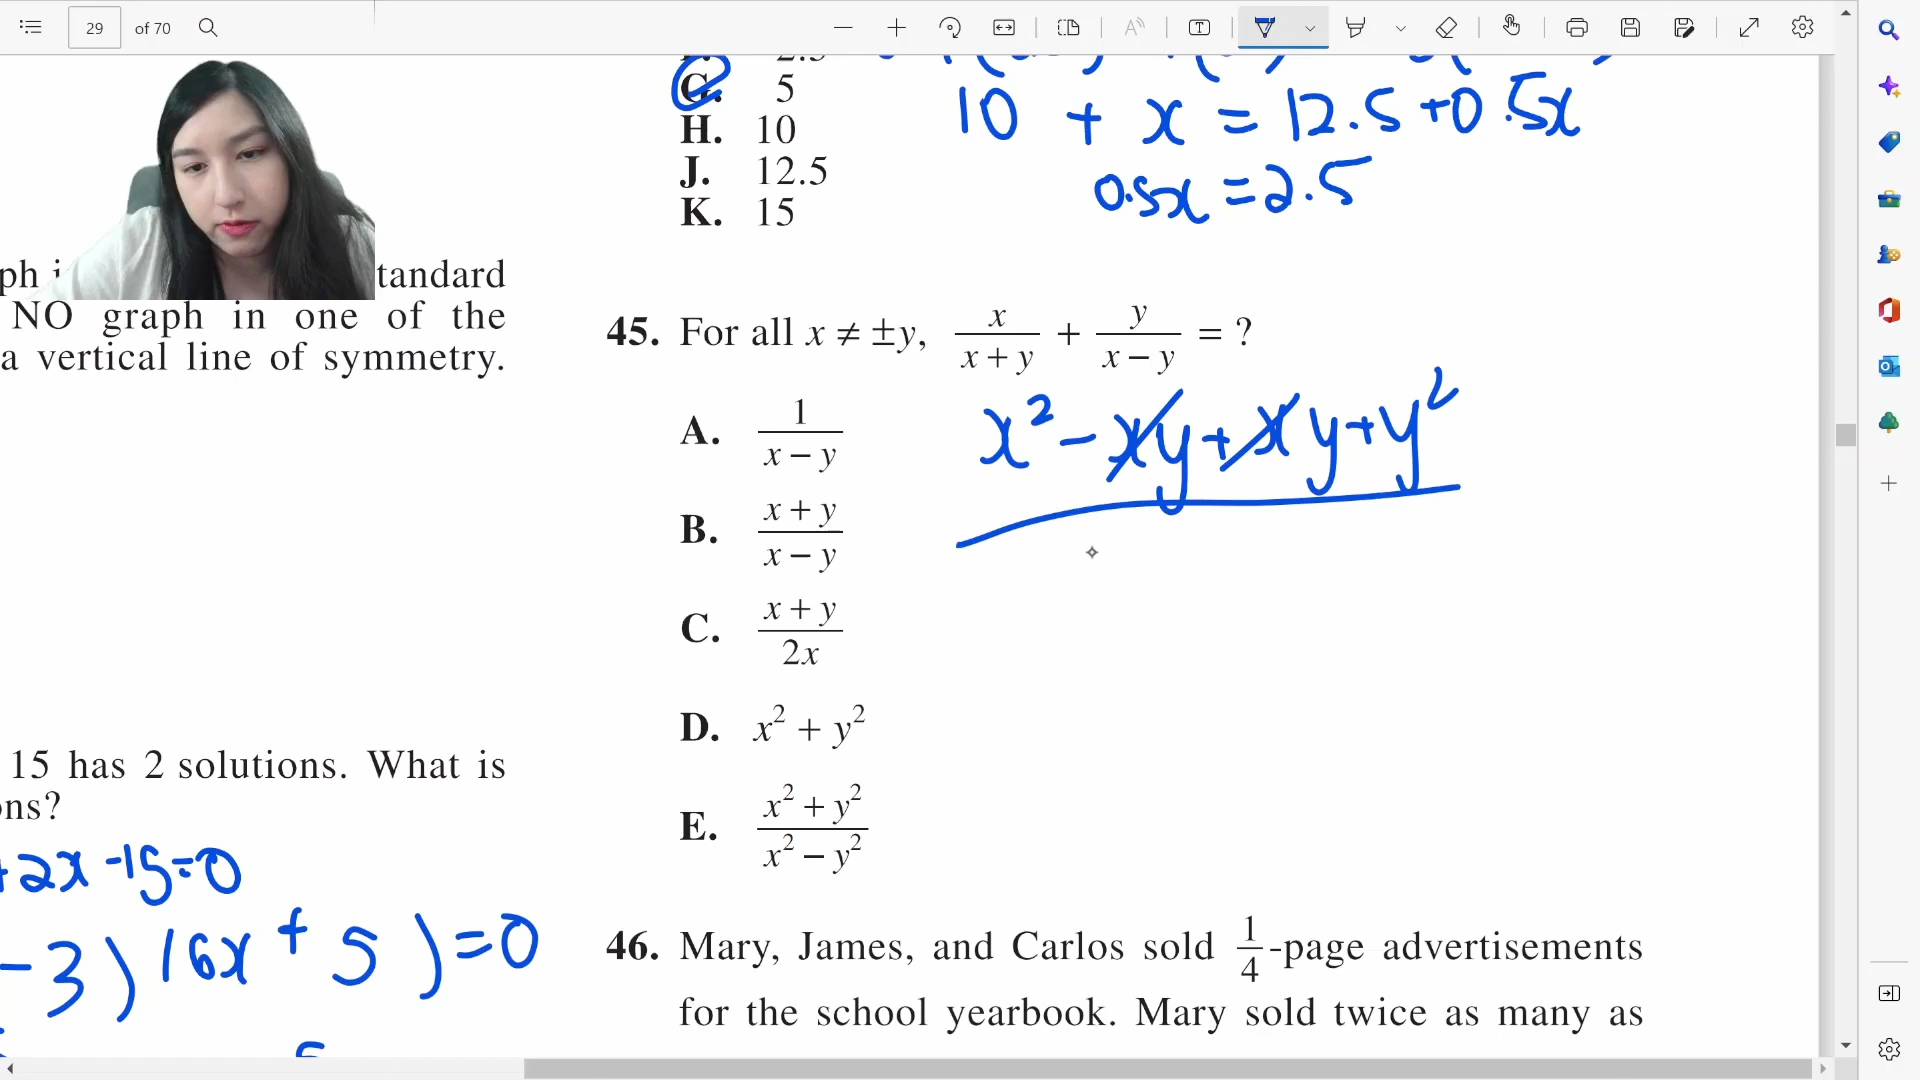 29 of 70
G. 5
H. 10
J. 12.5
K. 15
10 + x = 12.5 + 0.5x
0.5x = 2.5
tandard
NO graph in one of the
a vertical line of symmetry.
15 has 2 solutions. What is
ons?
+2x - 15 = 0
- 3)(6x + 5) = 0
45. For all x ≠ ±y, x/(x + y) + y/(x − y) = ?
x² - xy + xy + y²
A. 1/(x − y)
B. (x + y)/(x − y)
C. (x + y)/2x
D. x² + y²
E. (x² + y²)/(x² − y²)
46. Mary, James, and Carlos sold 1/4-page advertisements
for the school yearbook. Mary sold twice as many as